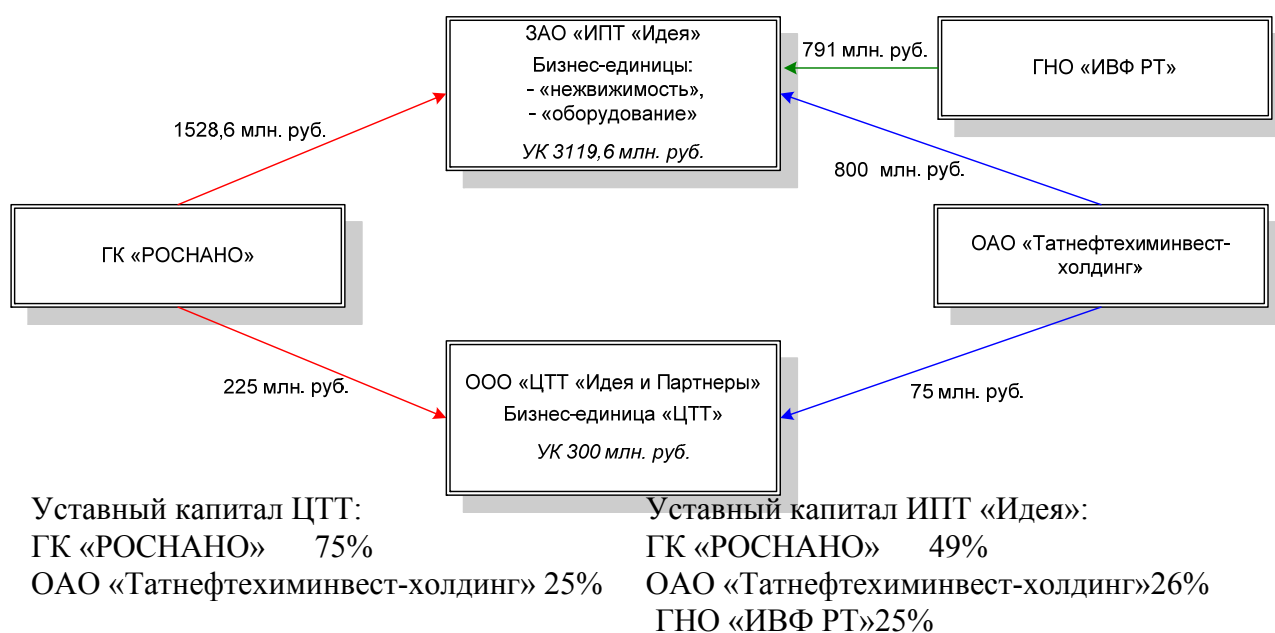 ЗАО «ИПТ «Идея»
Бизнес-единицы:
- «нежвижимость»,
- «оборудование»
УК 3119,6 млн. руб.
791 млн. руб.
ГНО «ИВФ РТ»
1528,6 млн. руб.
800 млн. руб.
ГК «РОСНАНО»
ОАО «Татнефтехиминвест-
холдинг»
225 млн. руб.
ООО «ЦТТ «Идея и Партнеры»
Бизнес-единица «ЦТТ»
УК 300 млн. руб.
75 млн. руб.
Уставный капитал ЦТТ:
ГК «РОСНАНО» 75%
ОАО «Татнефтехиминвест-холдинг» 25%
Уставный капитал ИПТ «Идея»:
ГК «РОСНАНО» 49%
ОАО «Татнефтехиминвест-холдинг»26%
ГНО «ИВФ РТ»25%